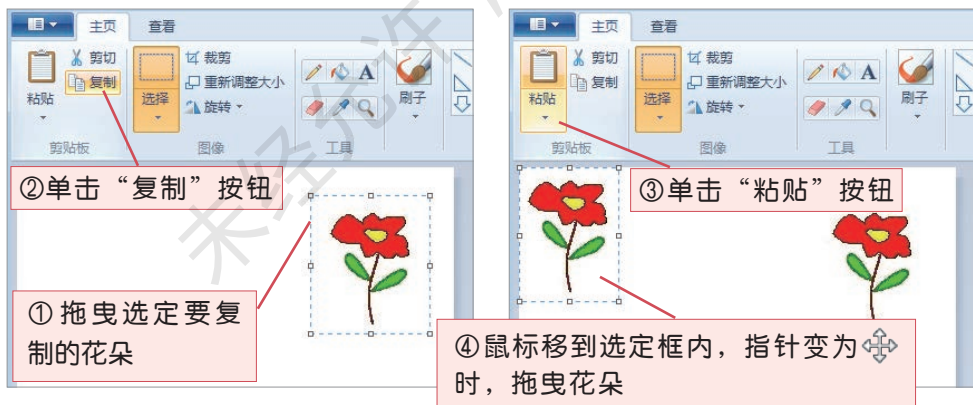 主页 查看
剪切
复制
粘贴
选择
裁剪
重新调整大小
旋转
A
刷子
剪贴板 图像 工具
②单击“复制”按钮
①拖曳选定要复
制的花朵
主页 查看
剪切
复制
粘贴
选择
裁剪
重新调整大小
旋转
A
刷子
剪贴板 图像 工具
③单击“粘贴”按钮
④鼠标移到选定框内，指针变为
时，拖曳花朵
未经允许